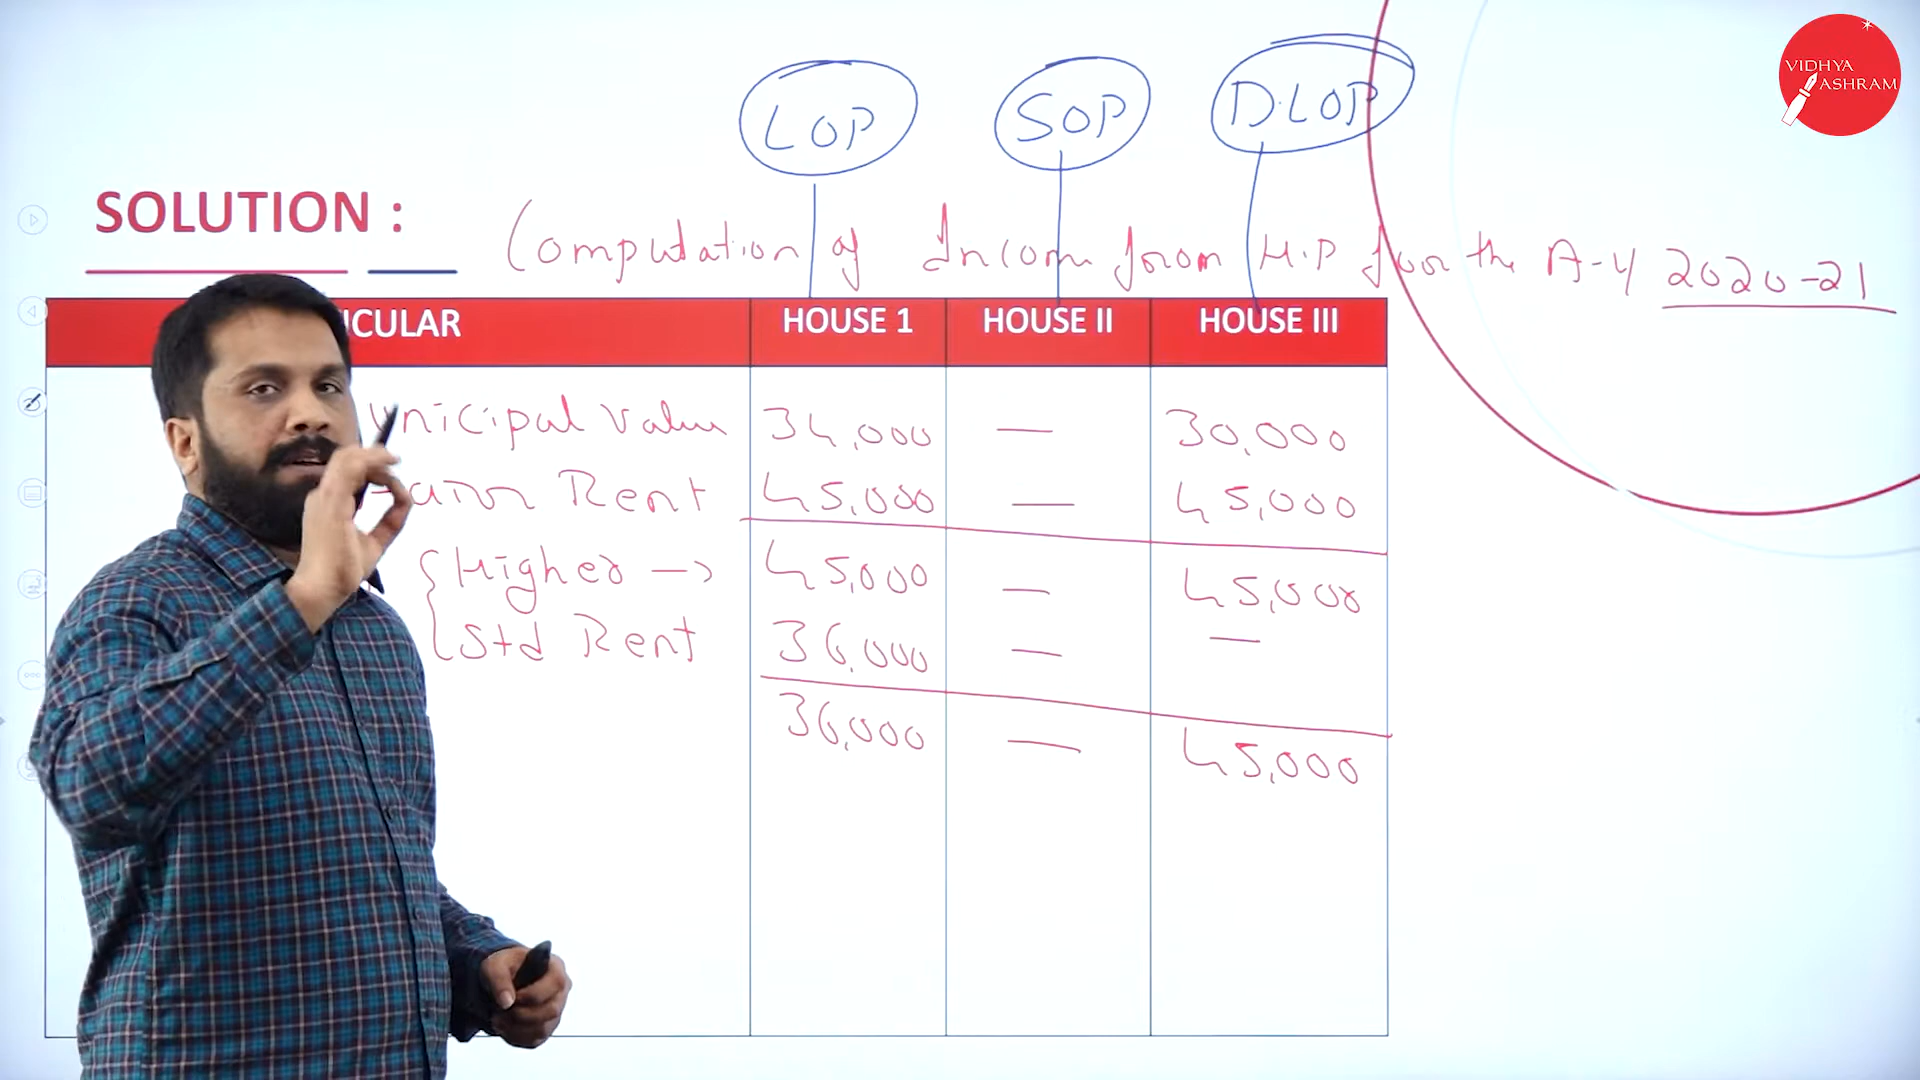 VIDHYA
ASHRAM
LOP SOP D.LOP
SOLUTION : Computation of Income from H.P for the A-Y 2020-21
ICULAR HOUSE 1 HOUSE II HOUSE III
unicipal Value 34,000 — 30,000
air Rent 45,000 — 45,000
Higher → 45,000 — 45,000
Std Rent 36,000 — —
36,000 — 45,000